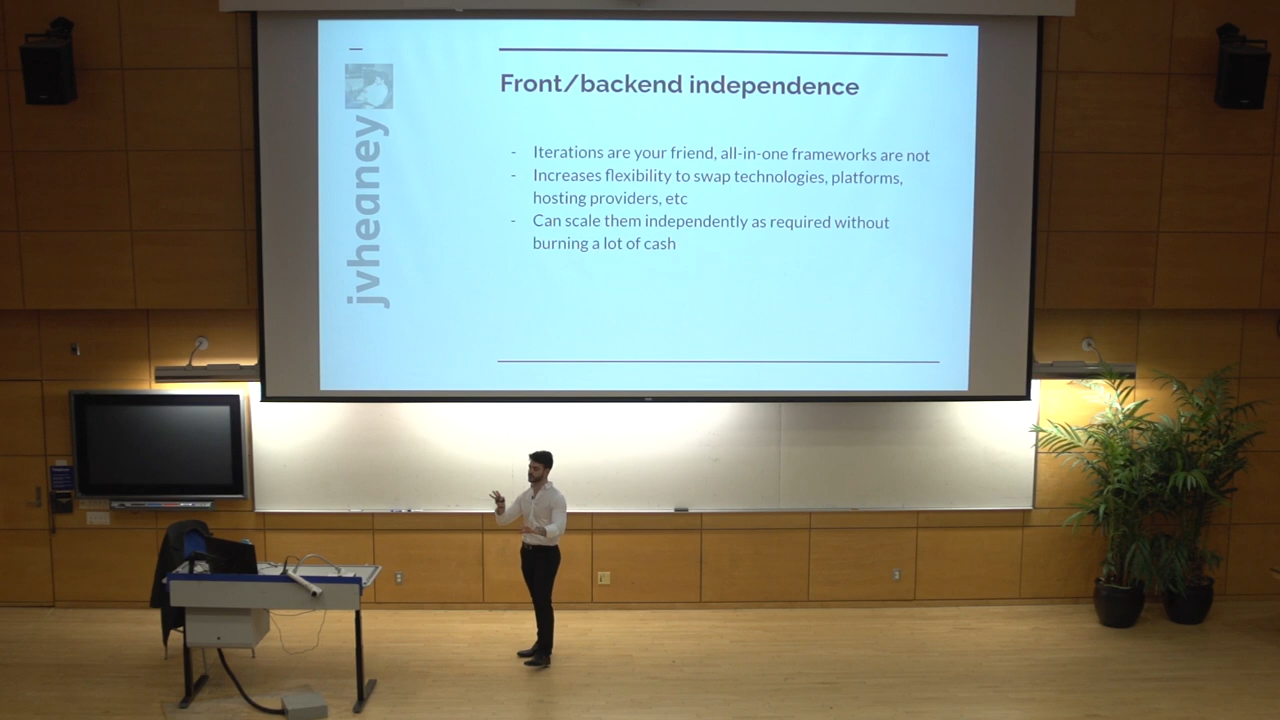 jvheaney
Front/backend independence
- Iterations are your friend, all-in-one frameworks are not
- Increases flexibility to swap technologies, platforms,
hosting providers, etc
- Can scale them independently as required without
burning a lot of cash